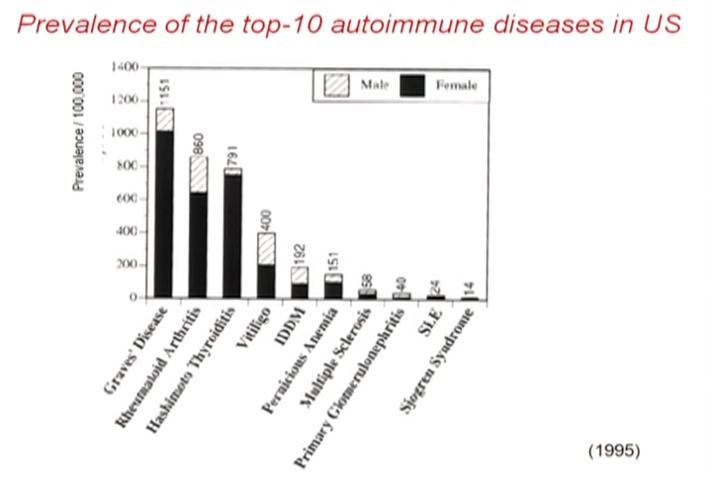 Prevalence of the top-10 autoimmune diseases in US
Prevalence / 100,000
1400
1200
1000
800
600
400
200
0
Male
Female
1151
860
791
400
192
151
58
40
24
14
Graves' Disease
Rheumatoid Arthritis
Hashimoto Thyroiditis
Vitiligo
IDDM
Pernicious Anemia
Multiple Sclerosis
Primary Glomerulonephritis
SLE
Sjogren Syndrome
(1995)